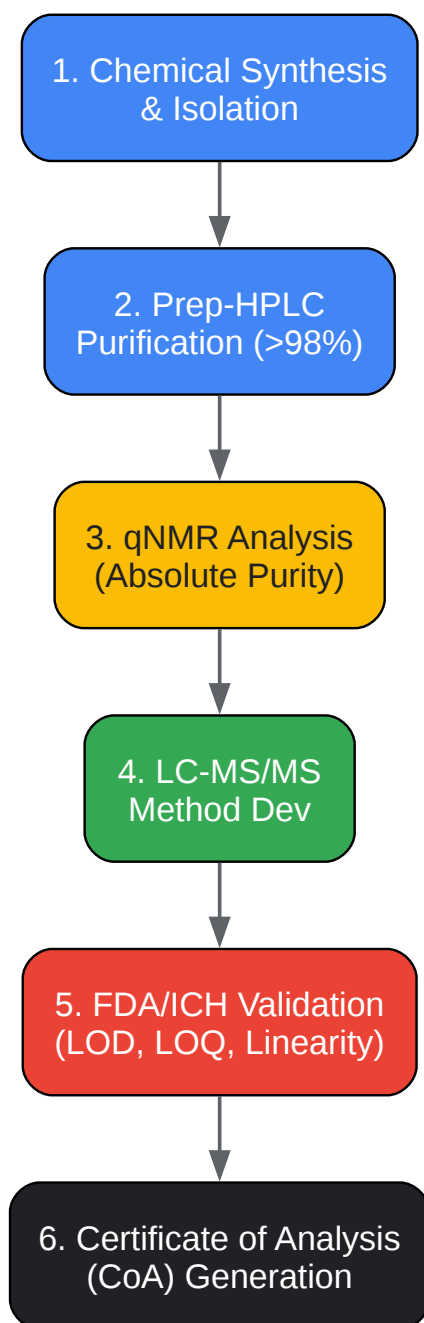 1. Chemical Synthesis
& Isolation
2. Prep-HPLC
Purification (>98%)
3. qNMR Analysis
(Absolute Purity)
4. LC-MS/MS
Method Dev
5. FDA/ICH Validation
(LOD, LOQ, Linearity)
6. Certificate of Analysis
(CoA) Generation